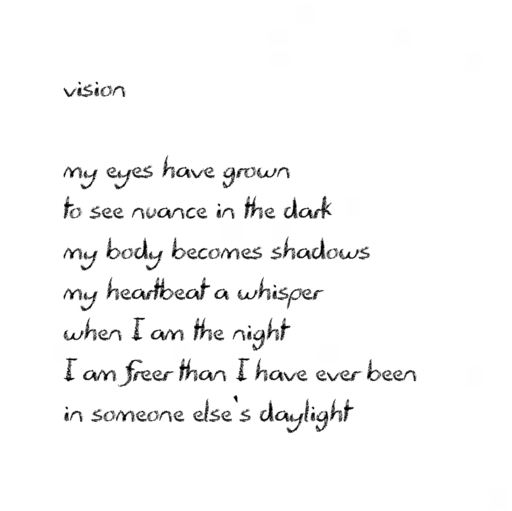 vision
my eyes have grown
to see nuance in the dark
my body becomes shadows
my heartbeat a whisper
when I am the night
I am freer than I have ever been
in someone else's daylight